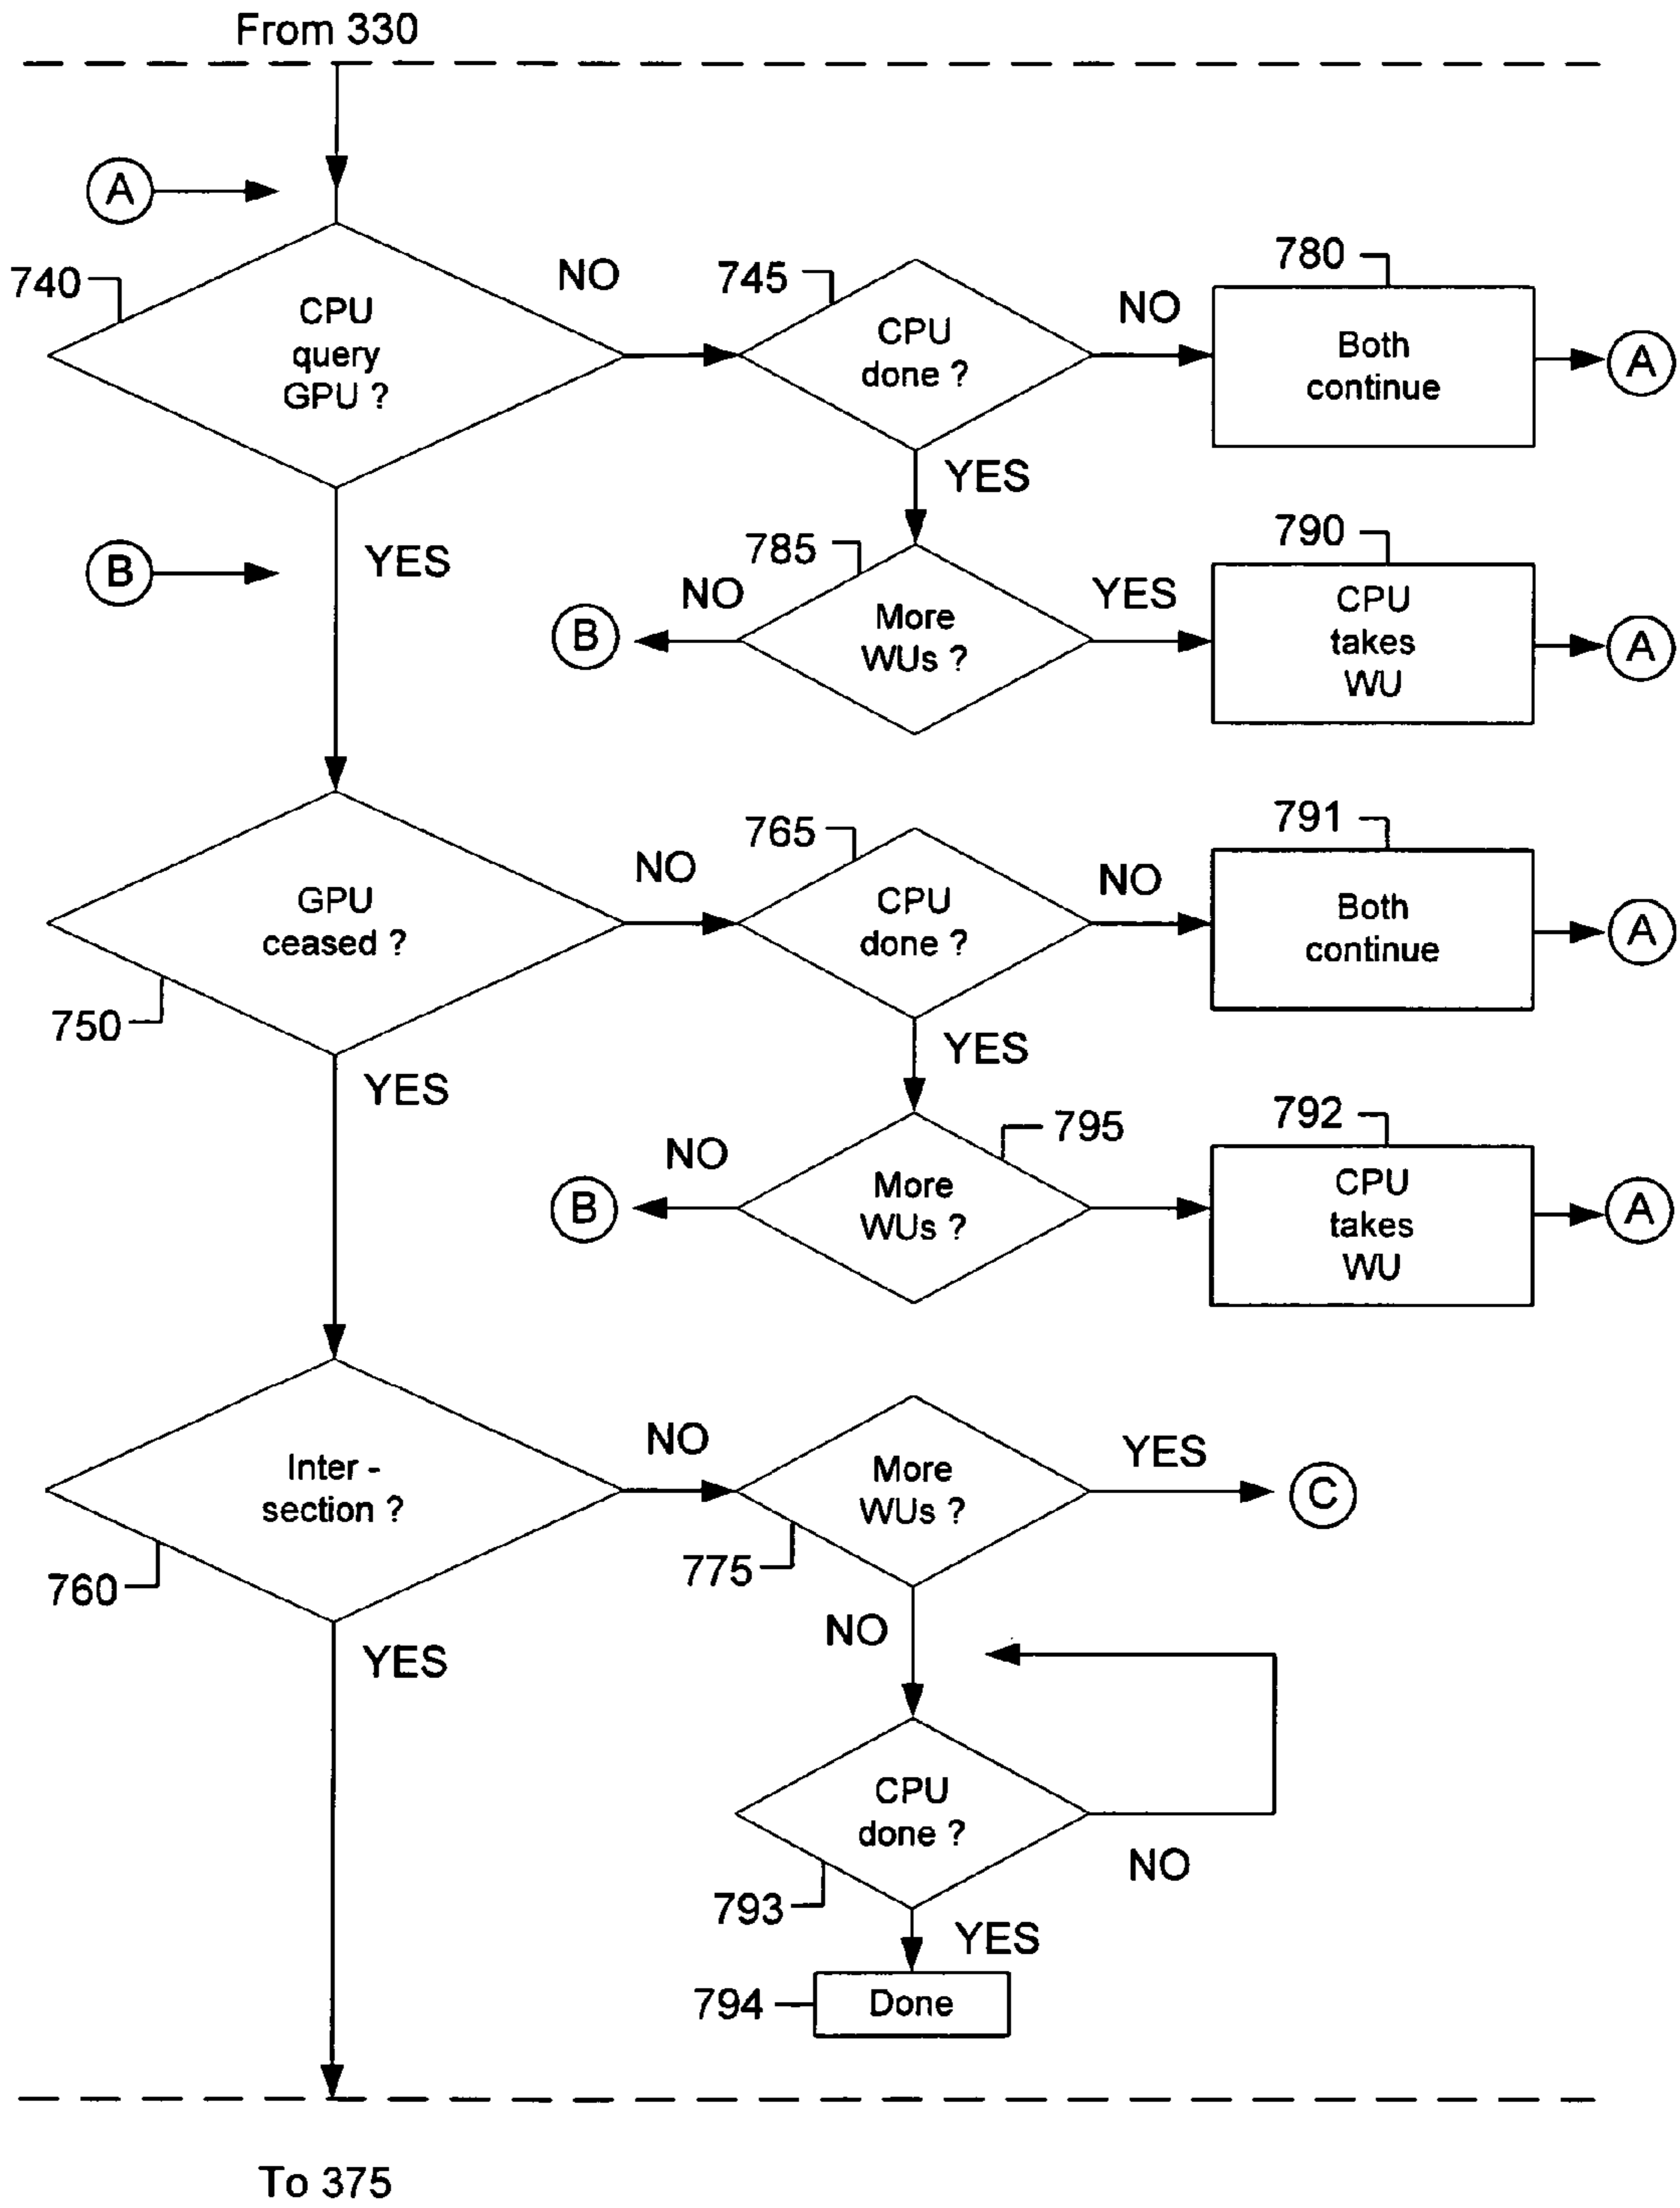 From 330
A
740
CPU
query
GPU ?
NO
745
CPU
done ?
NO
780
Both
continue
A
YES
B
YES
785
NO
B
More
WUs ?
YES
790
CPU
takes
WU
A
GPU
ceased ?
750
NO
765
CPU
done ?
NO
791
Both
continue
A
YES
YES
NO
B
795
More
WUs ?
792
CPU
takes
WU
A
Inter -
section ?
760
NO
More
WUs ?
775
YES
C
YES
NO
CPU
done ?
793
NO
YES
794
Done
To 375